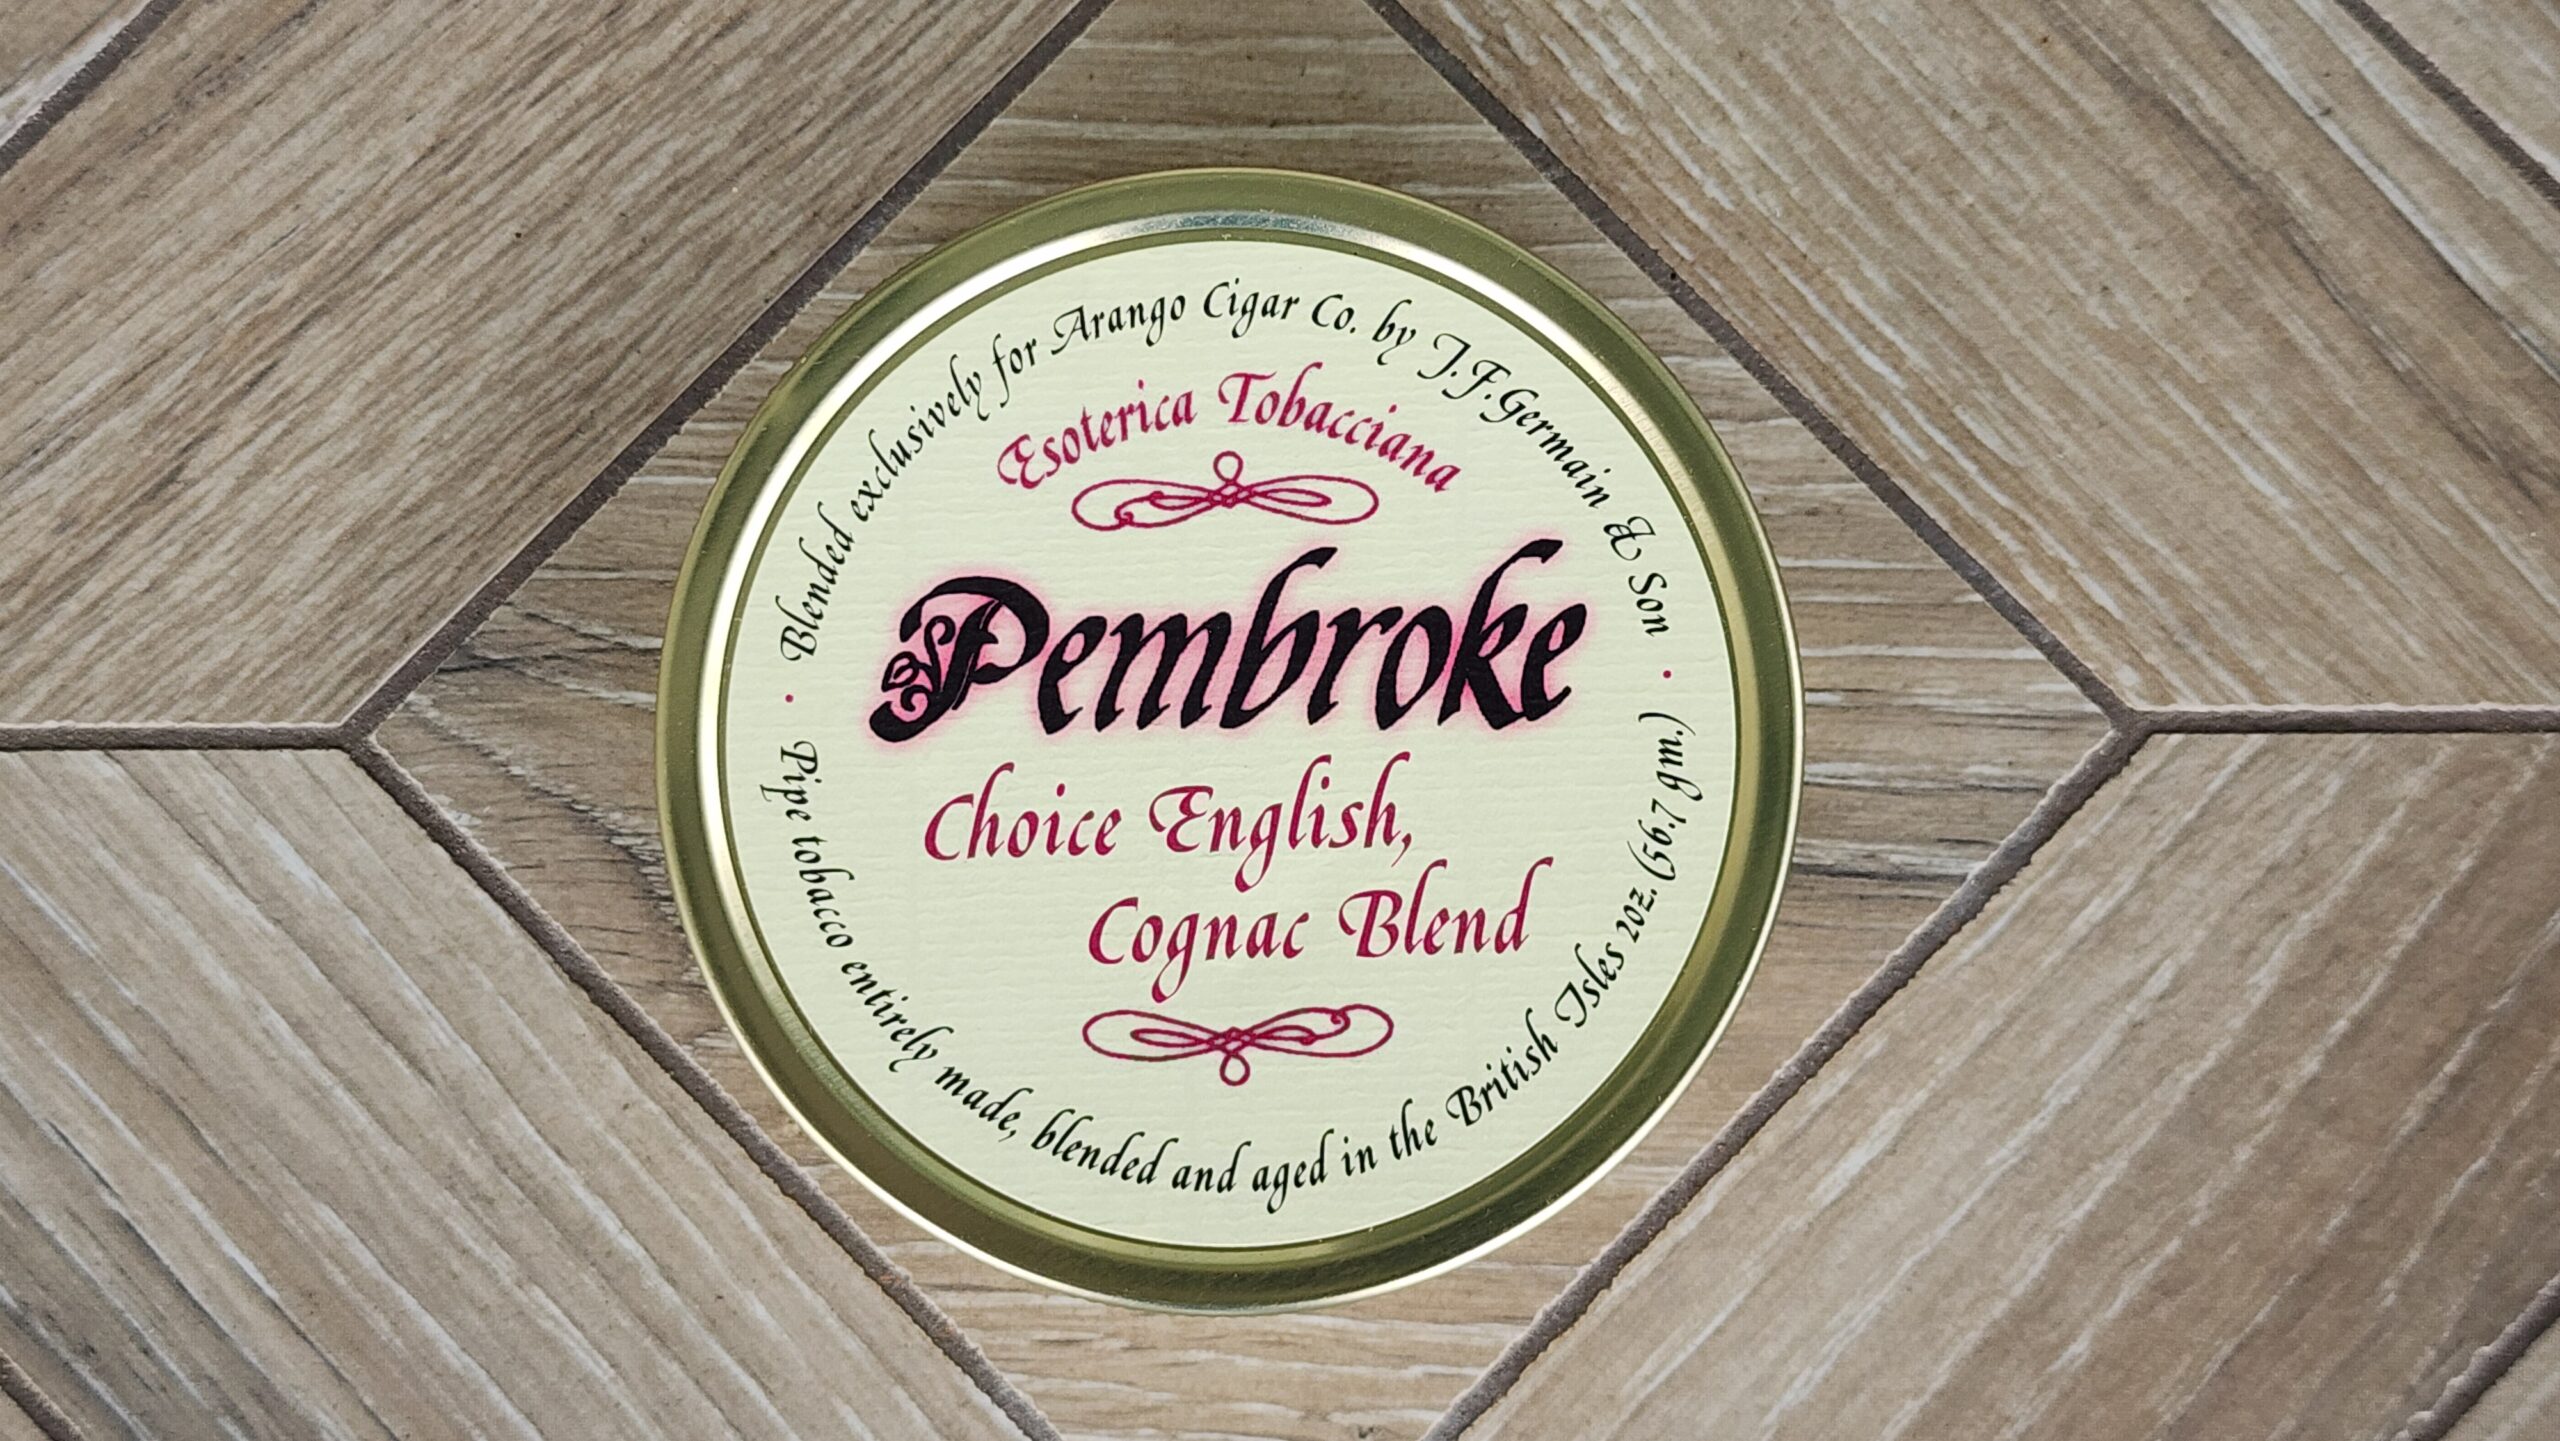 Blended exclusively for Arango Cigar Co. by J.F. Germain & Son
Esoterica Tobacciana
Pembroke
Choice English,
Cognac Blend
Pipe tobacco entirely made, blended and aged in the British Isles 2oz. (56.7 gm.)